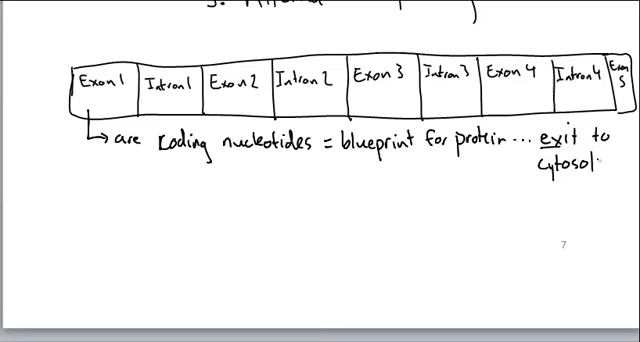 Exon 1 Intron 1 Exon 2 Intron 2 Exon 3 Intron 3 Exon 4 Intron 4 Exon 5
↳ are coding nucleotides = blueprint for protein ... exit to
cytosol
7